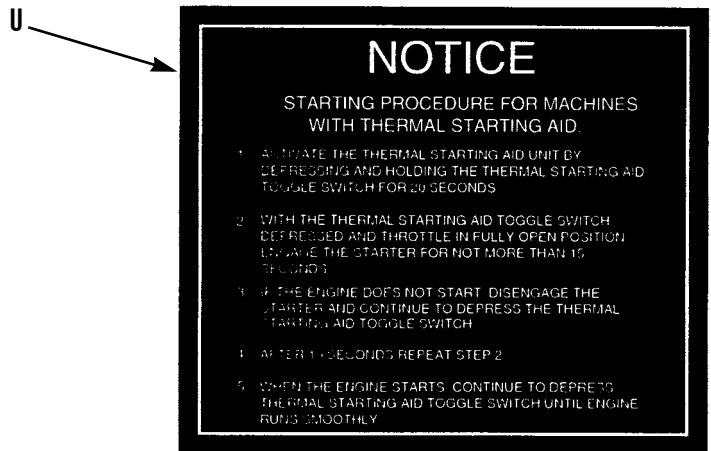 U
NOTICE
STARTING PROCEDURE FOR MACHINES
WITH THERMAL STARTING AID.
1 ACTIVATE THE THERMAL STARTING AID UNIT BY
DEPRESSING AND HOLDING THE THERMAL STARTING AID
TOGGLE SWITCH FOR 20 SECONDS
2 WITH THE THERMAL STARTING AID TOGGLE SWITCH
DEPRESSED AND THROTTLE IN FULLY OPEN POSITION
ENGAGE THE STARTER FOR NOT MORE THAN 15
SECONDS
3 IF THE ENGINE DOES NOT START DISENGAGE THE
STARTER AND CONTINUE TO DEPRESS THE THERMAL
STARTING AID TOGGLE SWITCH
4 AFTER SECONDS REPEAT STEP 2
5 WHEN THE ENGINE STARTS CONTINUE TO DEPRESS
THERMAL STARTING AID TOGGLE SWITCH UNTIL ENGINE
RUNS SMOOTHLY